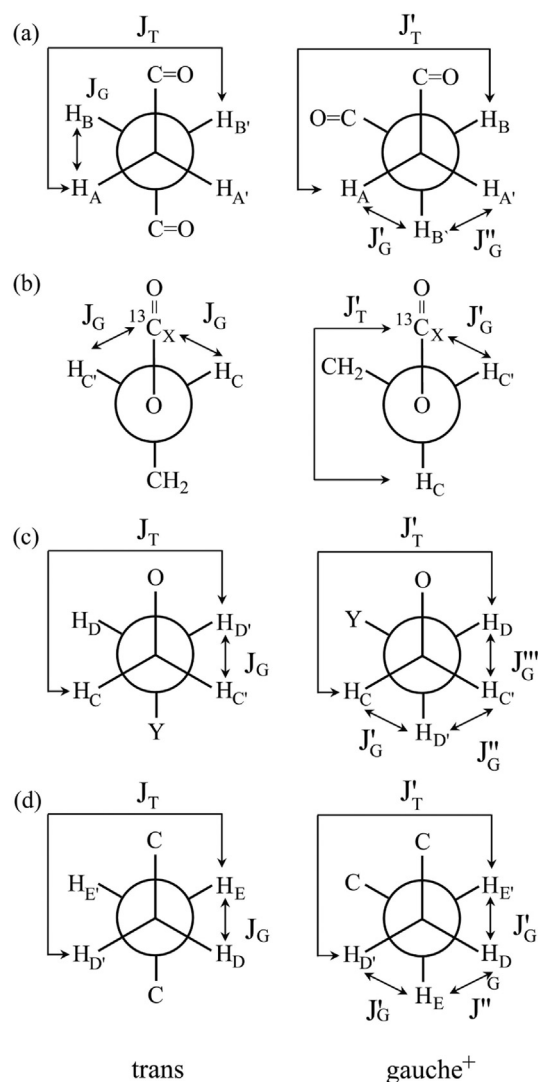 (a)
J_T J'_T
C=O C=O
J_G
H_B H_B' O=C H_B
H_A H_A' H_A H_A'
C=O H_B`
J'_G J''_G
(b)
O O
J_G ¹³C_X J_G J'_T ¹³C_X J'_G
H_C' H_C CH₂ H_C'
O O
CH₂ H_C
(c)
J_T J'_T
O O
H_D H_D' Y H_D
J_G J'''_G
H_C H_C' H_C H_C'
Y H_D'
J'_G J''_G
(d)
J_T J'_T
C C
H_E' H_E C H_E'
J_G J'_G
H_D' H_D H_D' H_D
C H_E G
J'_G J''
trans gauche⁺